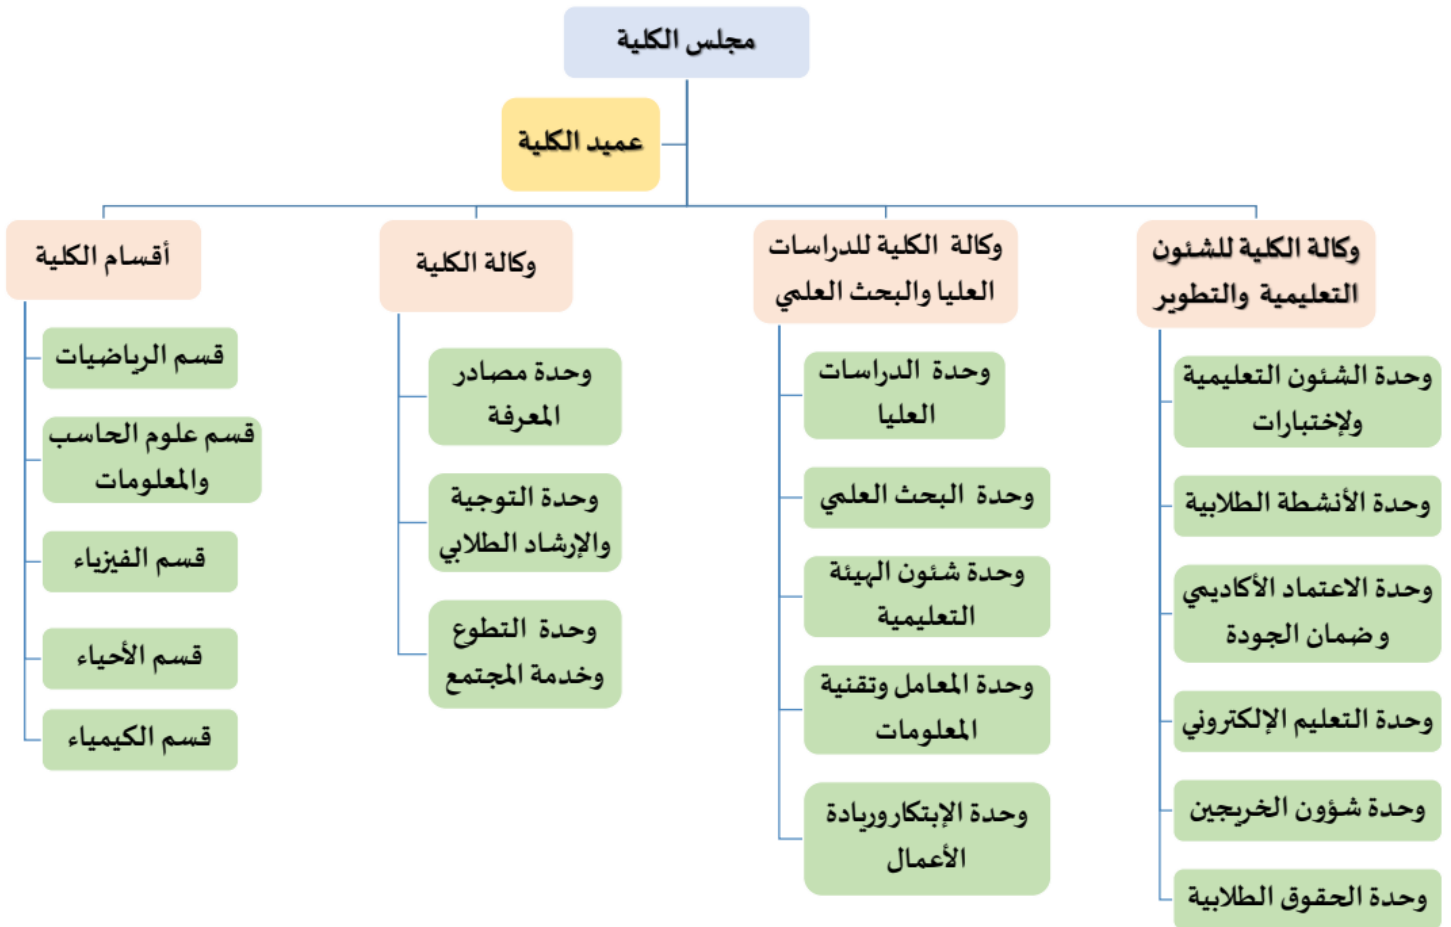 مجلس الكلية
عميد الكلية
وكالة الكلية للشئون
التعليمية والتطوير
وحدة الشئون التعليمية
ولإختبارات
وحدة الأنشطة الطلابية
وحدة الاعتماد الأكاديمي
وضمان الجودة
وحدة التعليم الإلكتروني
وحدة شؤون الخريجين
وحدة الحقوق الطلابية
وكالة الكلية للدراسات
العليا والبحث العلمي
وحدة الدراسات
العليا
وحدة البحث العلمي
وحدة شئون الهيئة
التعليمية
وحدة المعامل وتقنية
المعلومات
وحدة الإبتكار وريادة
الأعمال
وكالة الكلية
وحدة مصادر
المعرفة
وحدة التوجية
والإرشاد الطلابي
وحدة التطوع
وخدمة المجتمع
أقسام الكلية
قسم الرياضيات
قسم علوم الحاسب
والمعلومات
قسم الفيزياء
قسم الأحياء
قسم الكيمياء